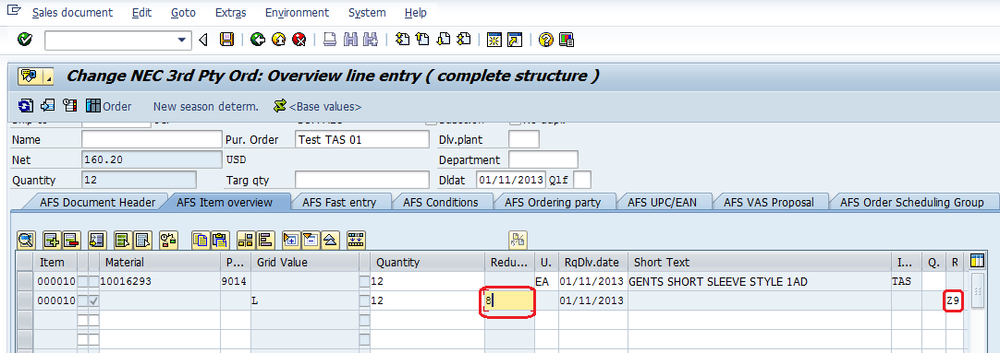 Sales document Edit Goto Extras Environment System Help
Change NEC 3rd Pty Ord: Overview line entry ( complete structure )
Order New season determ. <Base values>
Name Pur. Order Test TAS 01 Dlv.plant
Net 160.20 USD Department
Quantity 12 Targ qty Dldat 01/11/2013 Qlf
AFS Document Header AFS Item overview AFS Fast entry AFS Conditions AFS Ordering party AFS UPC/EAN AFS VAS Proposal AFS Order Scheduling Group
Item Material P... Grid Value Quantity Redu... U. RqDlv.date Short Text I... Q. R
000010 10016293 9014 12 EA 01/11/2013 GENTS SHORT SLEEVE STYLE 1AD TAS
000010 L 12 8 01/11/2013 Z9